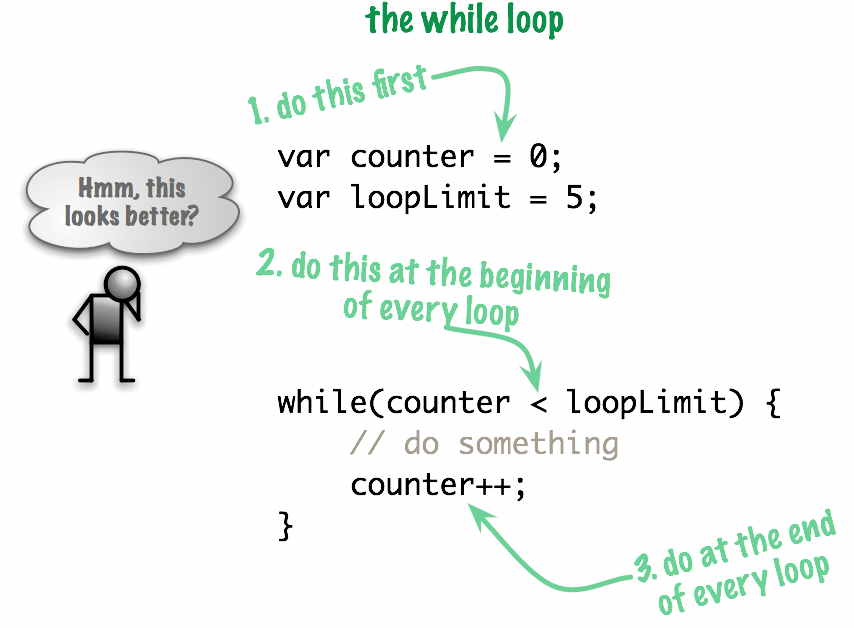 the while loop
1. do this first
var counter = 0;
var loopLimit = 5;
Hmm, this
looks better?
2. do this at the beginning
of every loop
while(counter < loopLimit) {
// do something
counter++;
}
3. do at the end
of every loop